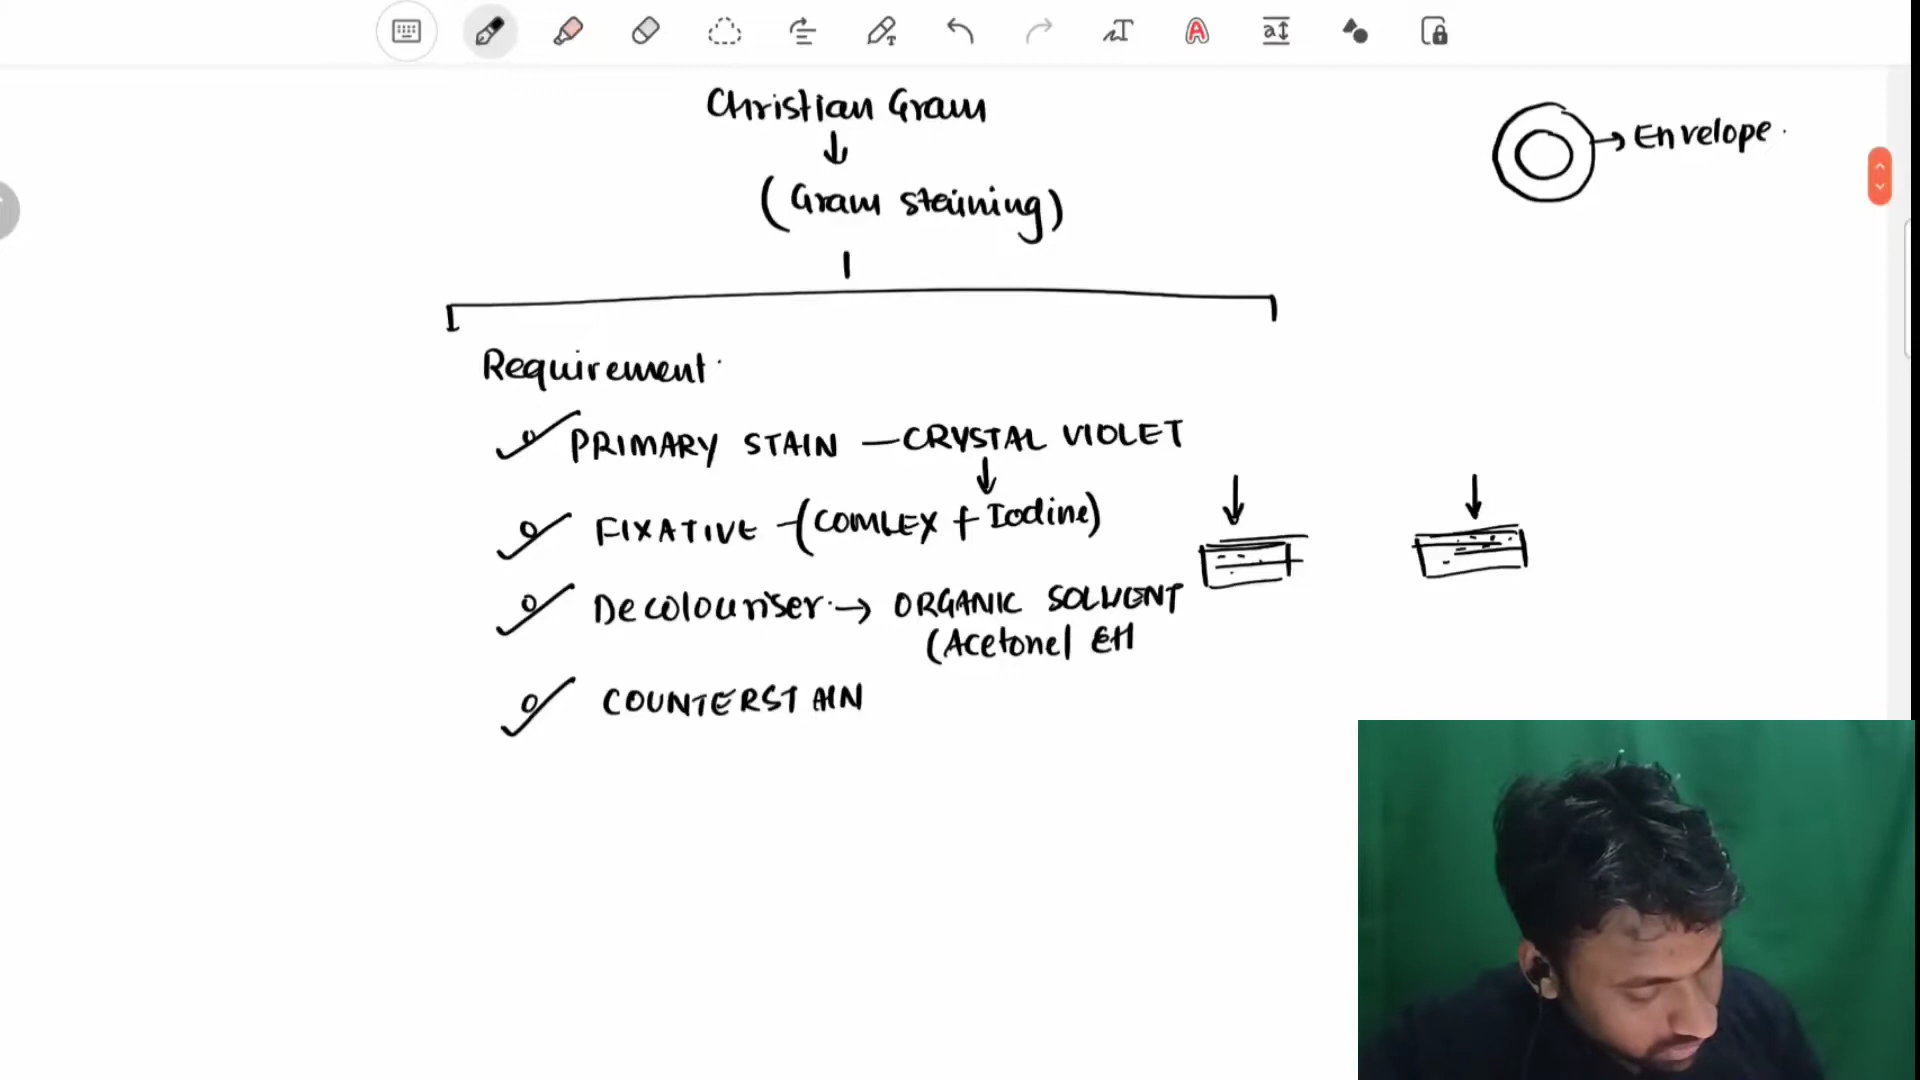 Christian Gram
↓
(Gram staining)
→ Envelope.
Requirement
PRIMARY STAIN — CRYSTAL VIOLET
↓
FIXATIVE - (COMLEX + Iodine)
Decolouriser → ORGANIC SOLVENT
(Acetone| EtH
COUNTERSTAIN